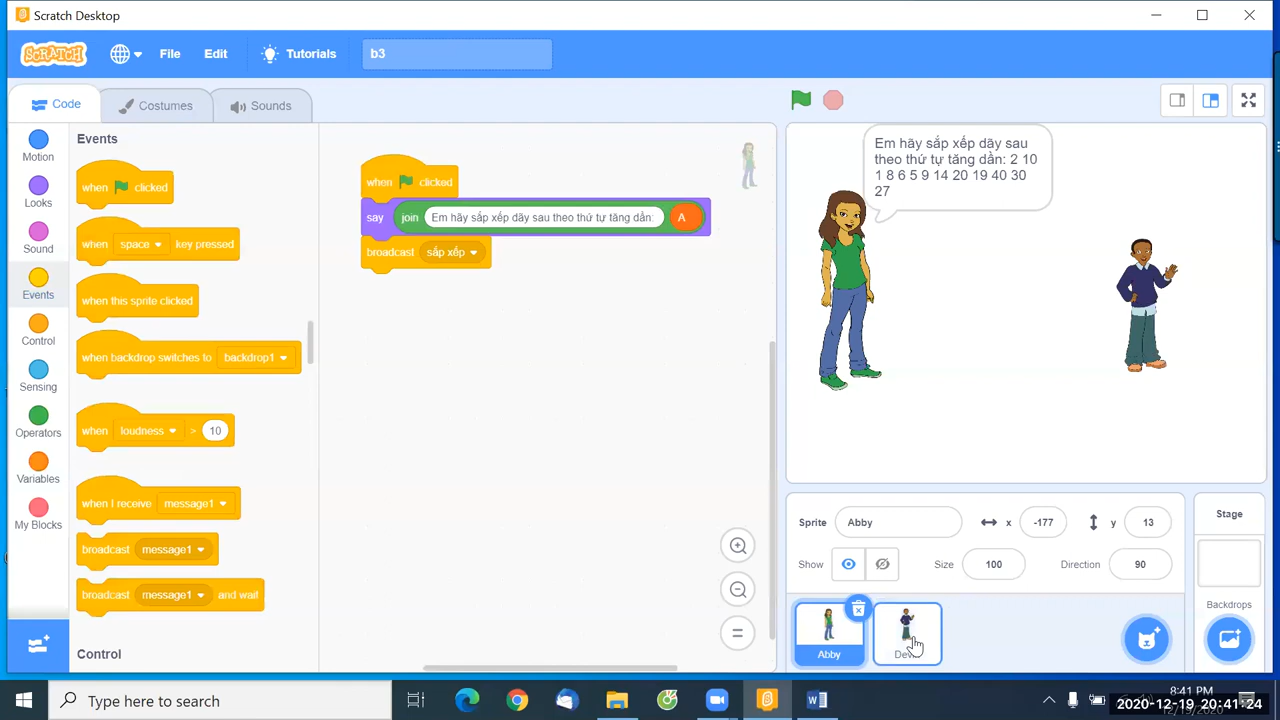 Scratch Desktop
SCRATCH
File
Edit
Tutorials
b3
Code
Costumes
Sounds
Motion
Looks
Sound
Events
Control
Sensing
Operators
Variables
My Blocks
Events
when clicked
when space key pressed
when this sprite clicked
when backdrop switches to backdrop1
when loudness > 10
when I receive message1
broadcast message1
broadcast message1 and wait
Control
when clicked
say join Em hãy sắp xếp dãy sau theo thứ tự tăng dần: A
broadcast sắp xếp
Em hãy sắp xếp dãy sau
theo thứ tự tăng dần: 2 10
1 8 6 5 9 14 20 19 40 30
27
Sprite Abby x -177 y 13
Show Size 100 Direction 90
Abby
Stage
Backdrops
Type here to search
8:41 PM
2020-12-19 20:41:24